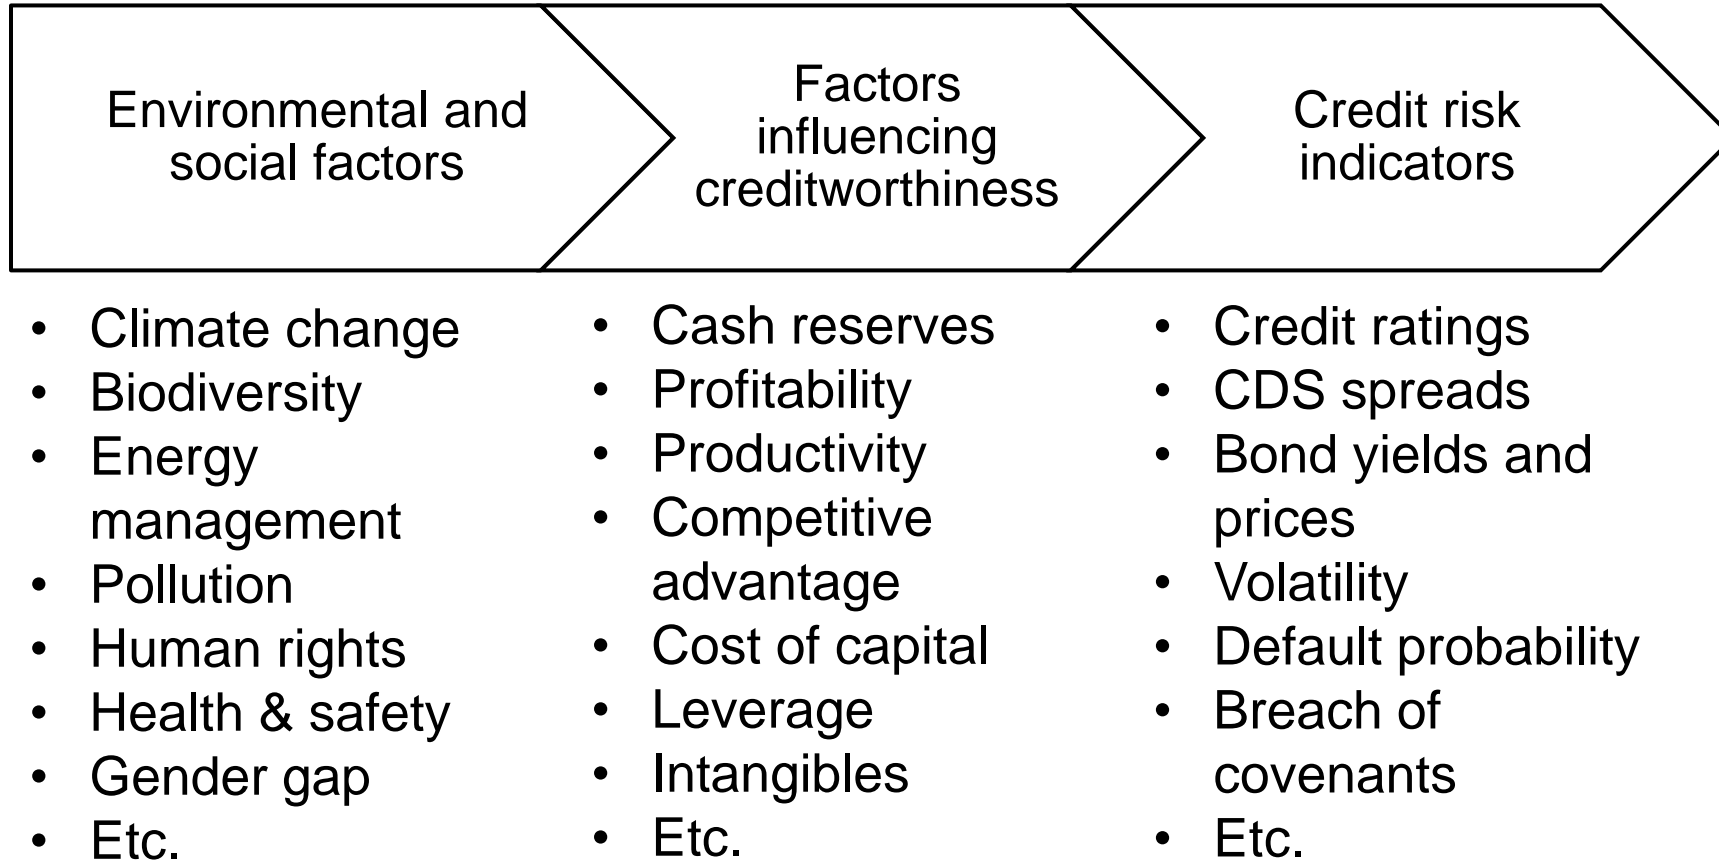 Environmental and
social factors
Factors
influencing
creditworthiness
Credit risk
indicators
• Climate change
• Biodiversity
• Energy
management
• Pollution
• Human rights
• Health & safety
• Gender gap
• Etc.
• Cash reserves
• Profitability
• Productivity
• Competitive
advantage
• Cost of capital
• Leverage
• Intangibles
• Etc.
• Credit ratings
• CDS spreads
• Bond yields and
prices
• Volatility
• Default probability
• Breach of
covenants
• Etc.